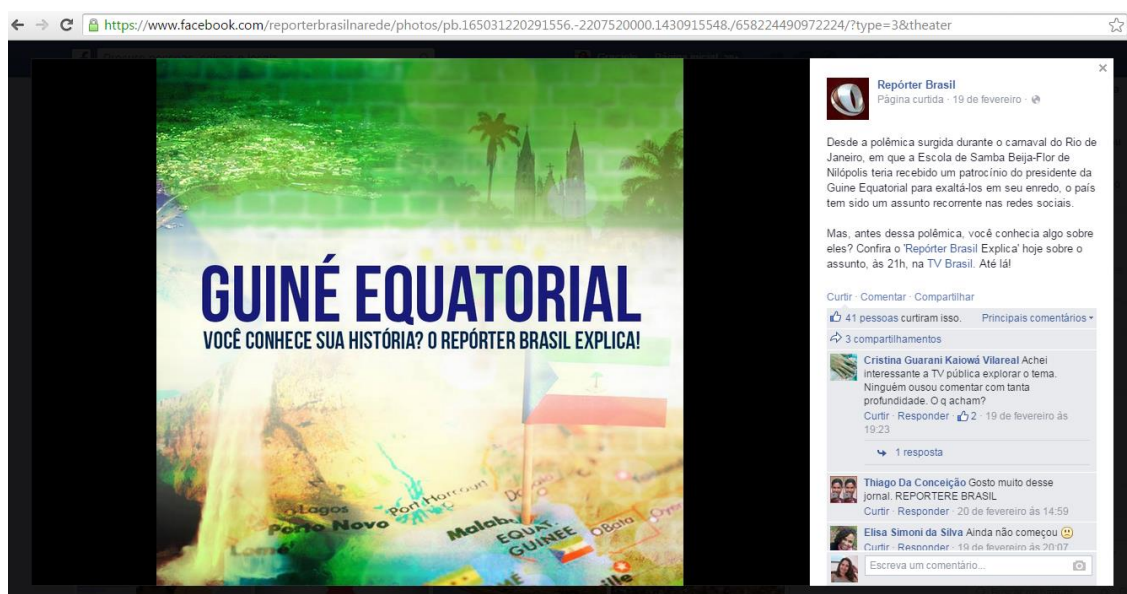 https://www.facebook.com/reporterbrasilnarede/photos/pb.165031220291556.-2207520000.1430915548./658224490972224/?type=3&theater
GUINÉ EQUATORIAL
VOCÊ CONHECE SUA HISTÓRIA? O REPÓRTER BRASIL EXPLICA!
Lagos
Port Harcourt
Porto Novo
Malabo
EQUAT.
GUINEE
Bata
Lomé
Repórter Brasil
Página curtida · 19 de fevereiro ·
Desde a polêmica surgida durante o carnaval do Rio de
Janeiro, em que a Escola de Samba Beija-Flor de
Nilópolis teria recebido um patrocínio do presidente da
Guine Equatorial para exaltá-los em seu enredo, o país
tem sido um assunto recorrente nas redes sociais.
Mas, antes dessa polêmica, você conhecia algo sobre
eles? Confira o 'Repórter Brasil Explica' hoje sobre o
assunto, às 21h, na TV Brasil. Até lá!
Curtir · Comentar · Compartilhar
41 pessoas curtiram isso. Principais comentários
3 compartilhamentos
Cristina Guarani Kaiowá Vilareal Achei
interessante a TV pública explorar o tema.
Ninguém ousou comentar com tanta
profundidade. O q acham?
Curtir · Responder · 2 · 19 de fevereiro às
19:23
1 resposta
Thiago Da Conceição Gosto muito desse
jornal. REPORTERE BRASIL
Curtir · Responder · 20 de fevereiro às 14:59
Elisa Simoni da Silva Ainda não começou
Curtir · Responder · 19 de fevereiro às 20:07
Escreva um comentário...